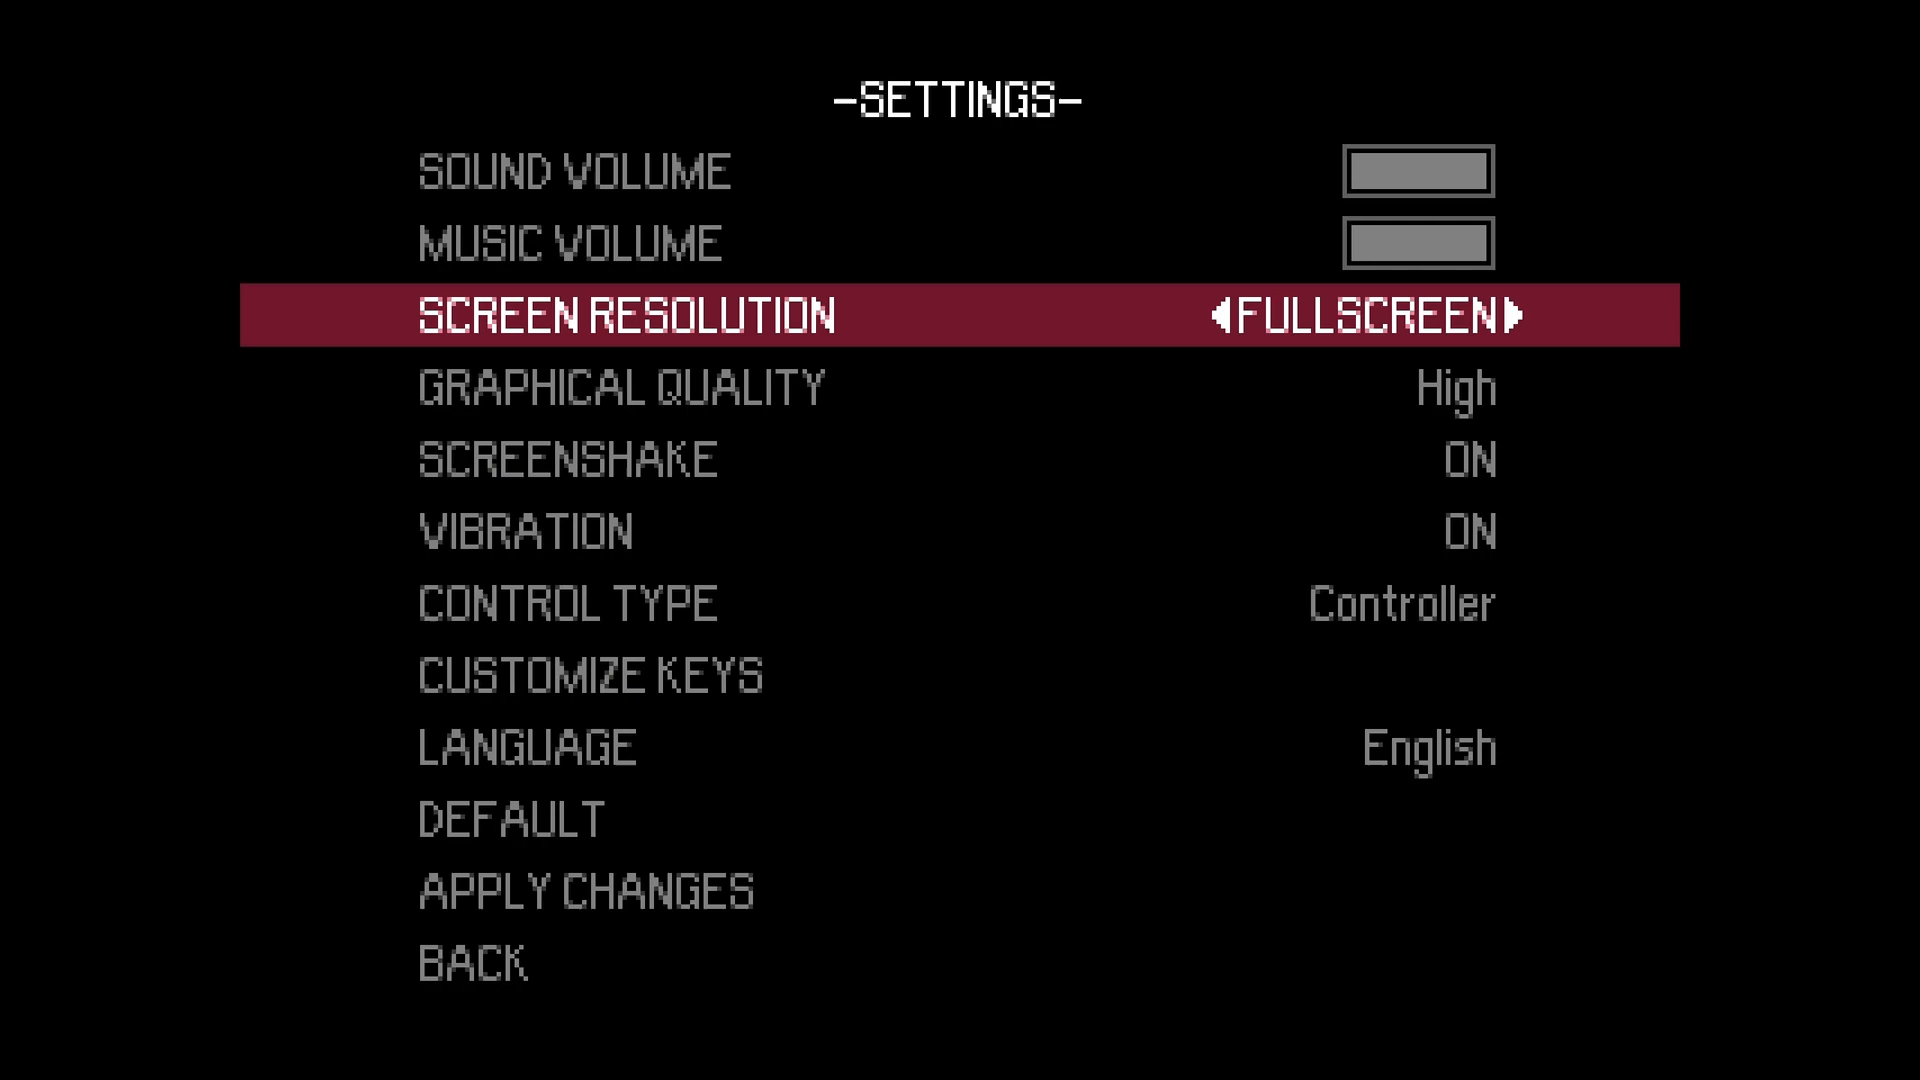 -SETTINGS-
SOUND VOLUME
MUSIC VOLUME
SCREEN RESOLUTION FULLSCREEN
GRAPHICAL QUALITY High
SCREENSHAKE ON
VIBRATION ON
CONTROL TYPE Controller
CUSTOMIZE KEYS
LANGUAGE English
DEFAULT
APPLY CHANGES
BACK